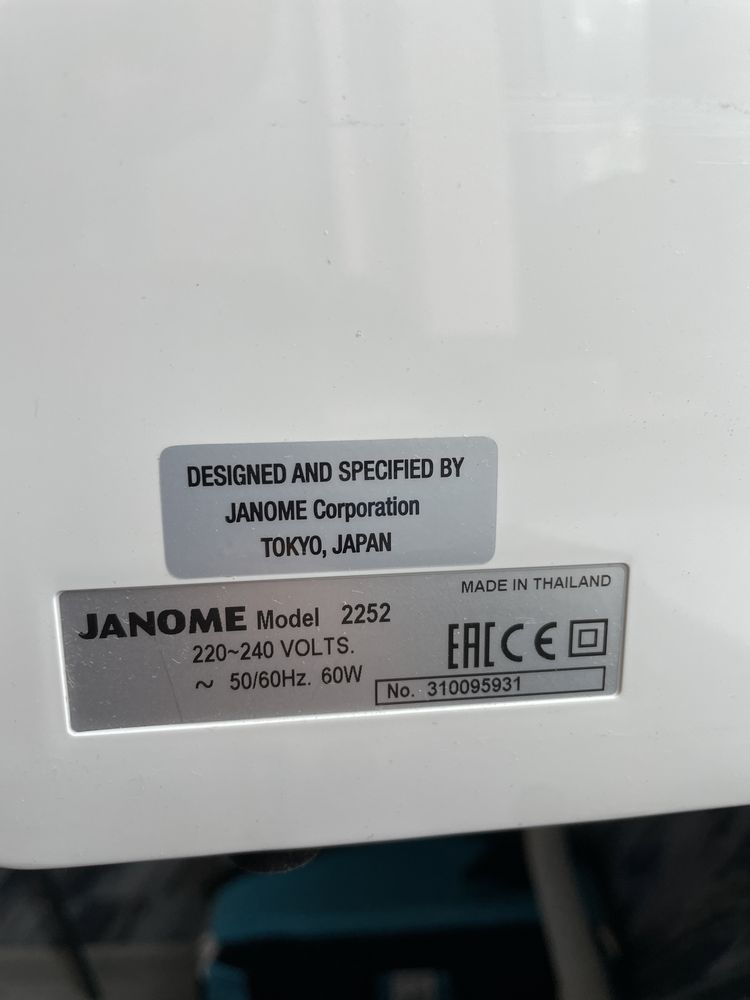 DESIGNED AND SPECIFIED BY
JANOME Corporation
TOKYO, JAPAN
MADE IN THAILAND
JANOME Model 2252
220~240 VOLTS.
~ 50/60Hz. 60W
EAC CE
No. 310095931